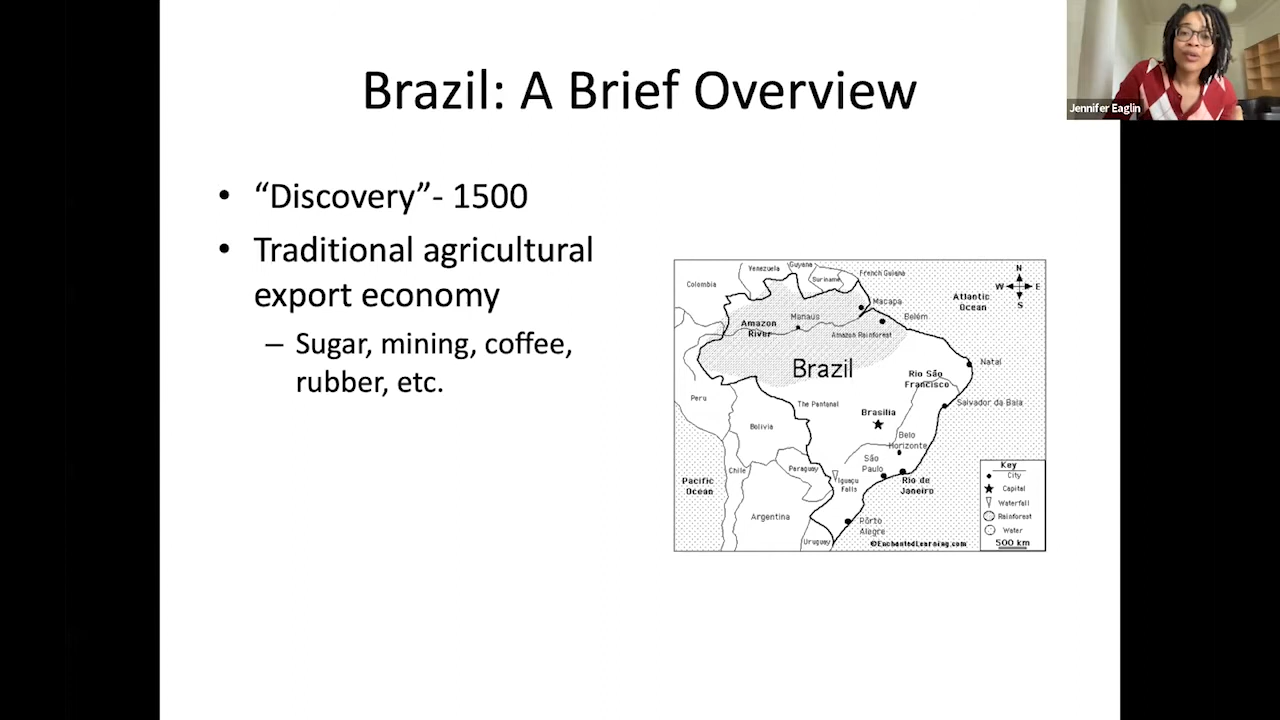 Brazil: A Brief Overview
Jennifer Eaglin
• “Discovery”- 1500
• Traditional agricultural
export economy
– Sugar, mining, coffee,
rubber, etc.
Venezuela
Guyana
Suriname
French Guiana
Colombia
N
W E
S
Macapa
Atlantic
Ocean
Manaus
Belém
Amazon
River
Amazon Rainforest
Brazil
Natal
Rio São
Francisco
Peru
The Pantanal
Salvador da Baia
Brasilia
Bolivia
Belo
Horizonte
São
Paulo
Chile
Paraguay
Iguaçu
Falls
Rio de
Janeiro
Pacific
Ocean
Argentina
Pôrto
Alegre
Uruguay
©EnchantedLearning.com
Key
City
Capital
Waterfall
Rainforest
Water
500 km